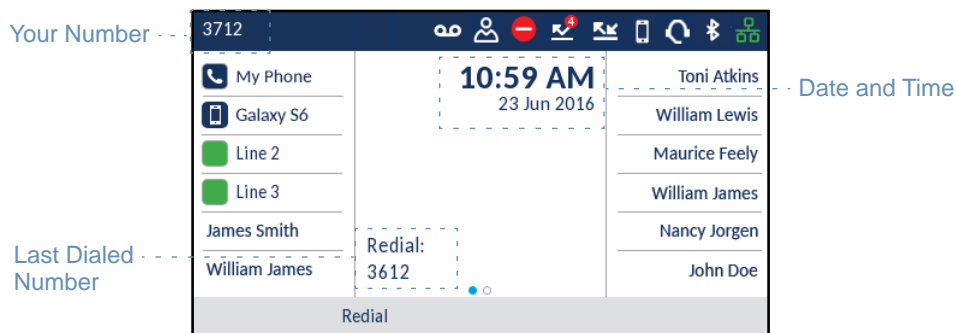 Your Number
3712
4
My Phone
Galaxy S6
Line 2
Line 3
James Smith
William James
10:59 AM
23 Jun 2016
Date and Time
Toni Atkins
William Lewis
Maurice Feely
William James
Nancy Jorgen
John Doe
Last Dialed
Number
Redial:
3612
Redial